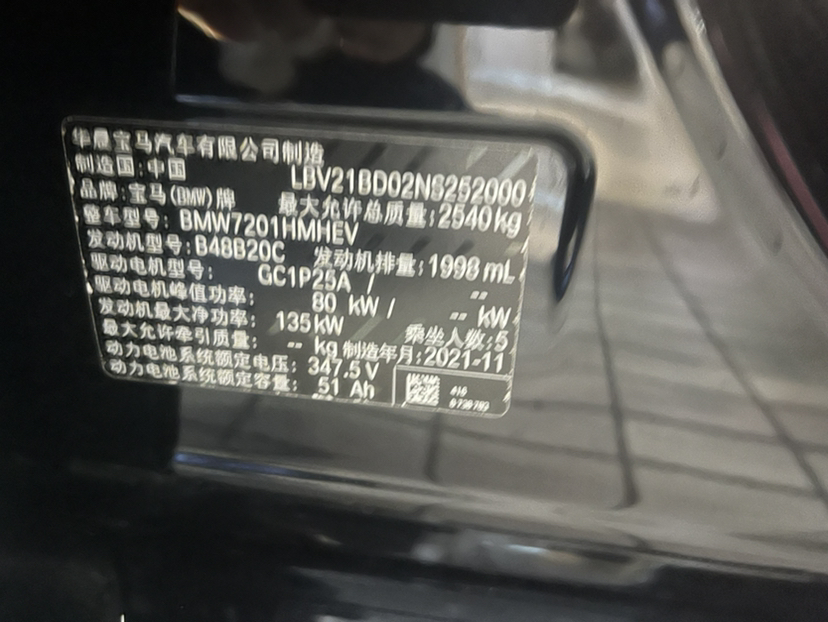 华晨宝马汽车有限公司制造
制造国:中国 LBV21BD02NS252000
品牌:宝马(BMW)牌 最大允许总质量:2540kg
整车型号:BMW7201HMHEV
发动机型号:B48B20C 发动机排量:1998 mL
驱动电机型号: GC1P25A / --
驱动电机峰值功率: 80 kW / -- kW
发动机最大净功率: 135kW 乘坐人数:5
最大允许牵引质量: -- kg 制造年月:2021-11
动力电池系统额定电压: 347.5 V
动力电池系统额定容量: 51 Ah